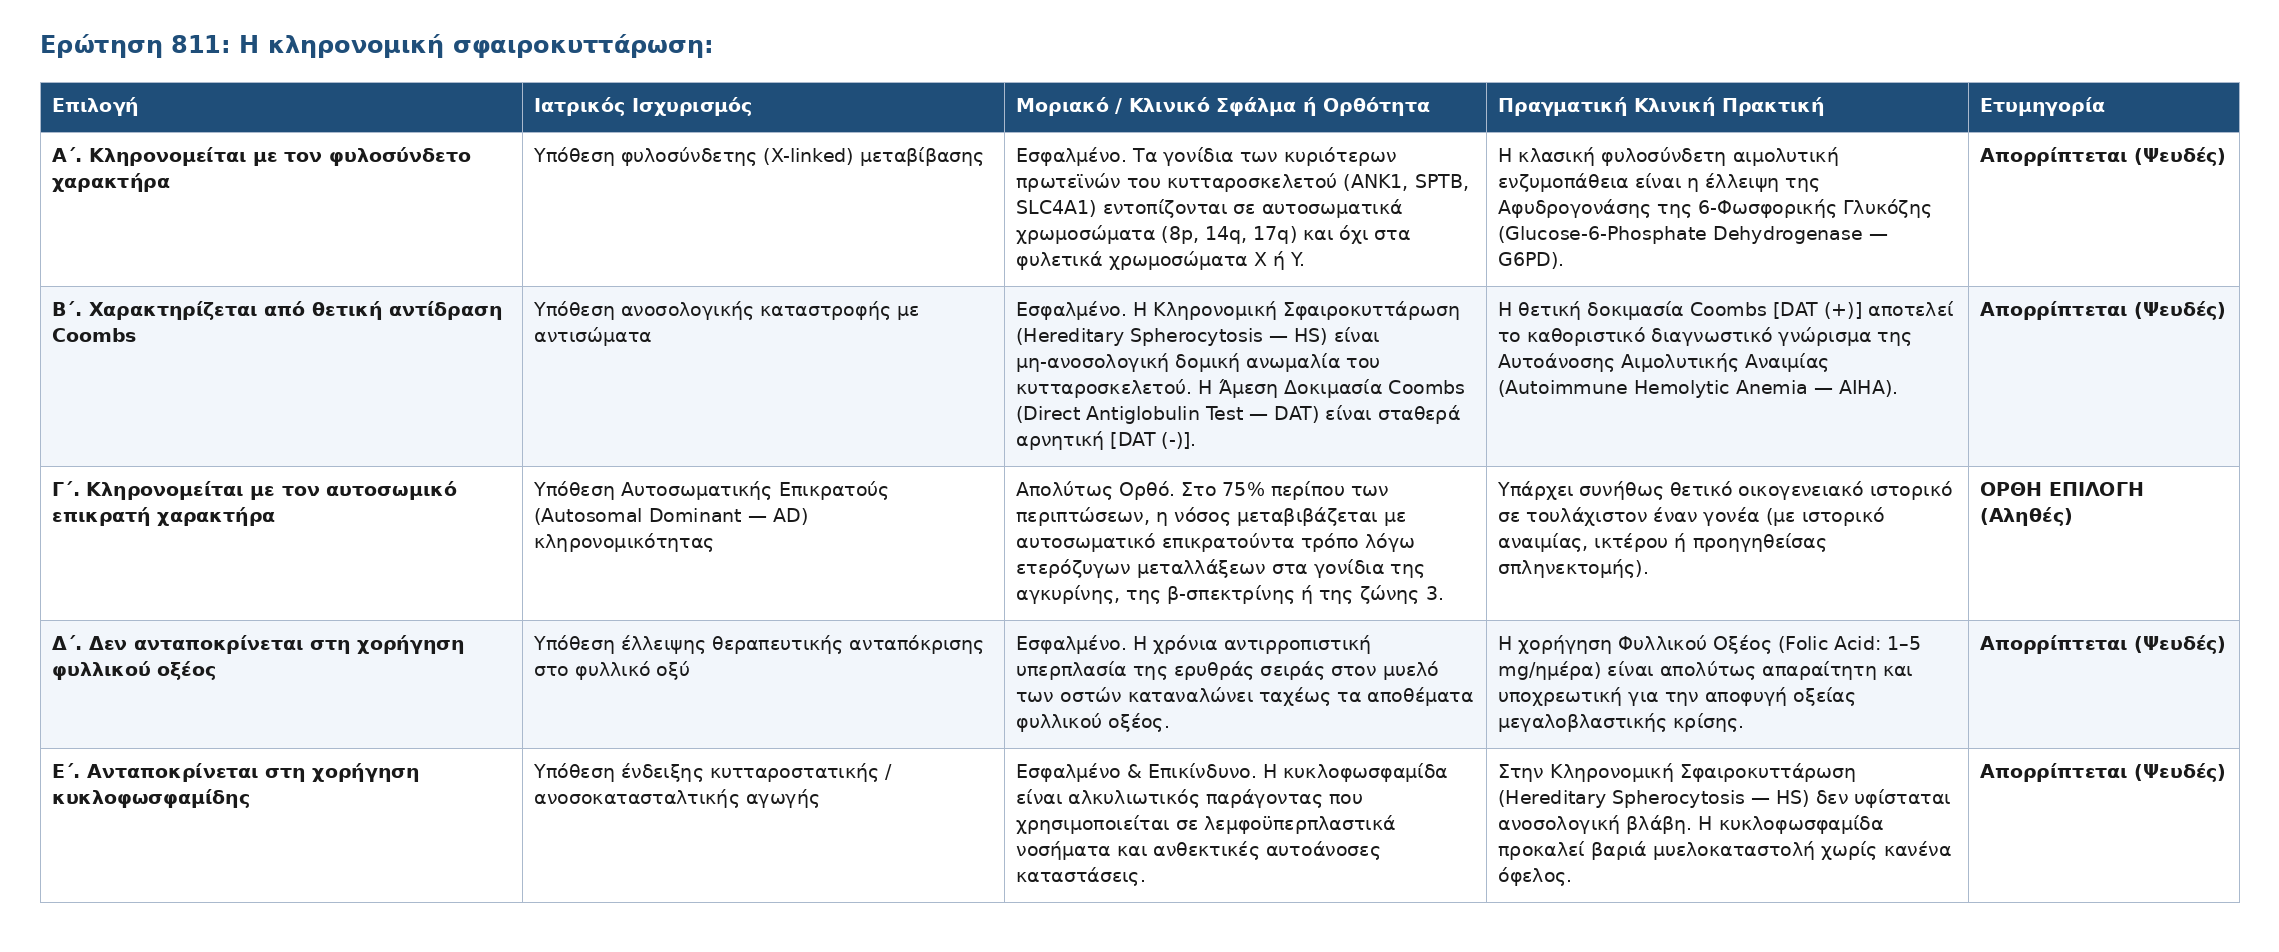 Ερώτηση 811: Η κληρονομική σφαιροκυττάρωση:
Επιλογή
Ιατρικός Ισχυρισμός
Μοριακό / Κλινικό Σφάλμα ή Ορθότητα
Πραγματική Κλινική Πρακτική
Ετυμηγορία
Α΄. Κληρονομείται με τον φυλοσύνδετο
χαρακτήρα
Υπόθεση φυλοσύνδετης (X-linked) μεταβίβασης
Εσφαλμένο. Τα γονίδια των κυριότερων
πρωτεϊνών του κυτταροσκελετού (ANK1, SPTB,
SLC4A1) εντοπίζονται σε αυτοσωματικά
χρωμοσώματα (8p, 14q, 17q) και όχι στα
φυλετικά χρωμοσώματα Χ ή Υ.
Η κλασική φυλοσύνδετη αιμολυτική
ενζυμοπάθεια είναι η έλλειψη της
Αφυδρογονάσης της 6-Φωσφορικής Γλυκόζης
(Glucose-6-Phosphate Dehydrogenase —
G6PD).
Απορρίπτεται (Ψευδές)
Β΄. Χαρακτηρίζεται από θετική αντίδραση
Coombs
Υπόθεση ανοσολογικής καταστροφής με
αντισώματα
Εσφαλμένο. Η Κληρονομική Σφαιροκυττάρωση
(Hereditary Spherocytosis — HS) είναι
μη-ανοσολογική δομική ανωμαλία του
κυτταροσκελετού. Η Άμεση Δοκιμασία Coombs
(Direct Antiglobulin Test — DAT) είναι σταθερά
αρνητική [DAT (-)].
Η θετική δοκιμασία Coombs [DAT (+)] αποτελεί
το καθοριστικό διαγνωστικό γνώρισμα της
Αυτοάνοσης Αιμολυτικής Αναιμίας
(Autoimmune Hemolytic Anemia — AIHA).
Απορρίπτεται (Ψευδές)
Γ΄. Κληρονομείται με τον αυτοσωμικό
επικρατή χαρακτήρα
Υπόθεση Αυτοσωματικής Επικρατούς
(Autosomal Dominant — AD)
κληρονομικότητας
Απολύτως Ορθό. Στο 75% περίπου των
περιπτώσεων, η νόσος μεταβιβάζεται με
αυτοσωματικό επικρατούντα τρόπο λόγω
ετερόζυγων μεταλλάξεων στα γονίδια της
αγκυρίνης, της β-σπεκτρίνης ή της ζώνης 3.
Υπάρχει συνήθως θετικό οικογενειακό ιστορικό
σε τουλάχιστον έναν γονέα (με ιστορικό
αναιμίας, ικτέρου ή προηγηθείσας
σπληνεκτομής).
ΟΡΘΗ ΕΠΙΛΟΓΗ
(Αληθές)
Δ΄. Δεν ανταποκρίνεται στη χορήγηση
φυλλικού οξέος
Υπόθεση έλλειψης θεραπευτικής ανταπόκρισης
στο φυλλικό οξύ
Εσφαλμένο. Η χρόνια αντιρροπιστική
υπερπλασία της ερυθράς σειράς στον μυελό
των οστών καταναλώνει ταχέως τα αποθέματα
φυλλικού οξέος.
Η χορήγηση Φυλλικού Οξέος (Folic Acid: 1–5
mg/ημέρα) είναι απολύτως απαραίτητη και
υποχρεωτική για την αποφυγή οξείας
μεγαλοβλαστικής κρίσης.
Απορρίπτεται (Ψευδές)
Ε΄. Ανταποκρίνεται στη χορήγηση
κυκλοφωσφαμίδης
Υπόθεση ένδειξης κυτταροστατικής /
ανοσοκατασταλτικής αγωγής
Εσφαλμένο & Επικίνδυνο. Η κυκλοφωσφαμίδα
είναι αλκυλιωτικός παράγοντας που
χρησιμοποιείται σε λεμφοϋπερπλαστικά
νοσήματα και ανθεκτικές αυτοάνοσες
καταστάσεις.
Στην Κληρονομική Σφαιροκυττάρωση
(Hereditary Spherocytosis — HS) δεν υφίσταται
ανοσολογική βλάβη. Η κυκλοφωσφαμίδα
προκαλεί βαριά μυελοκαταστολή χωρίς κανένα
όφελος.
Απορρίπτεται (Ψευδές)